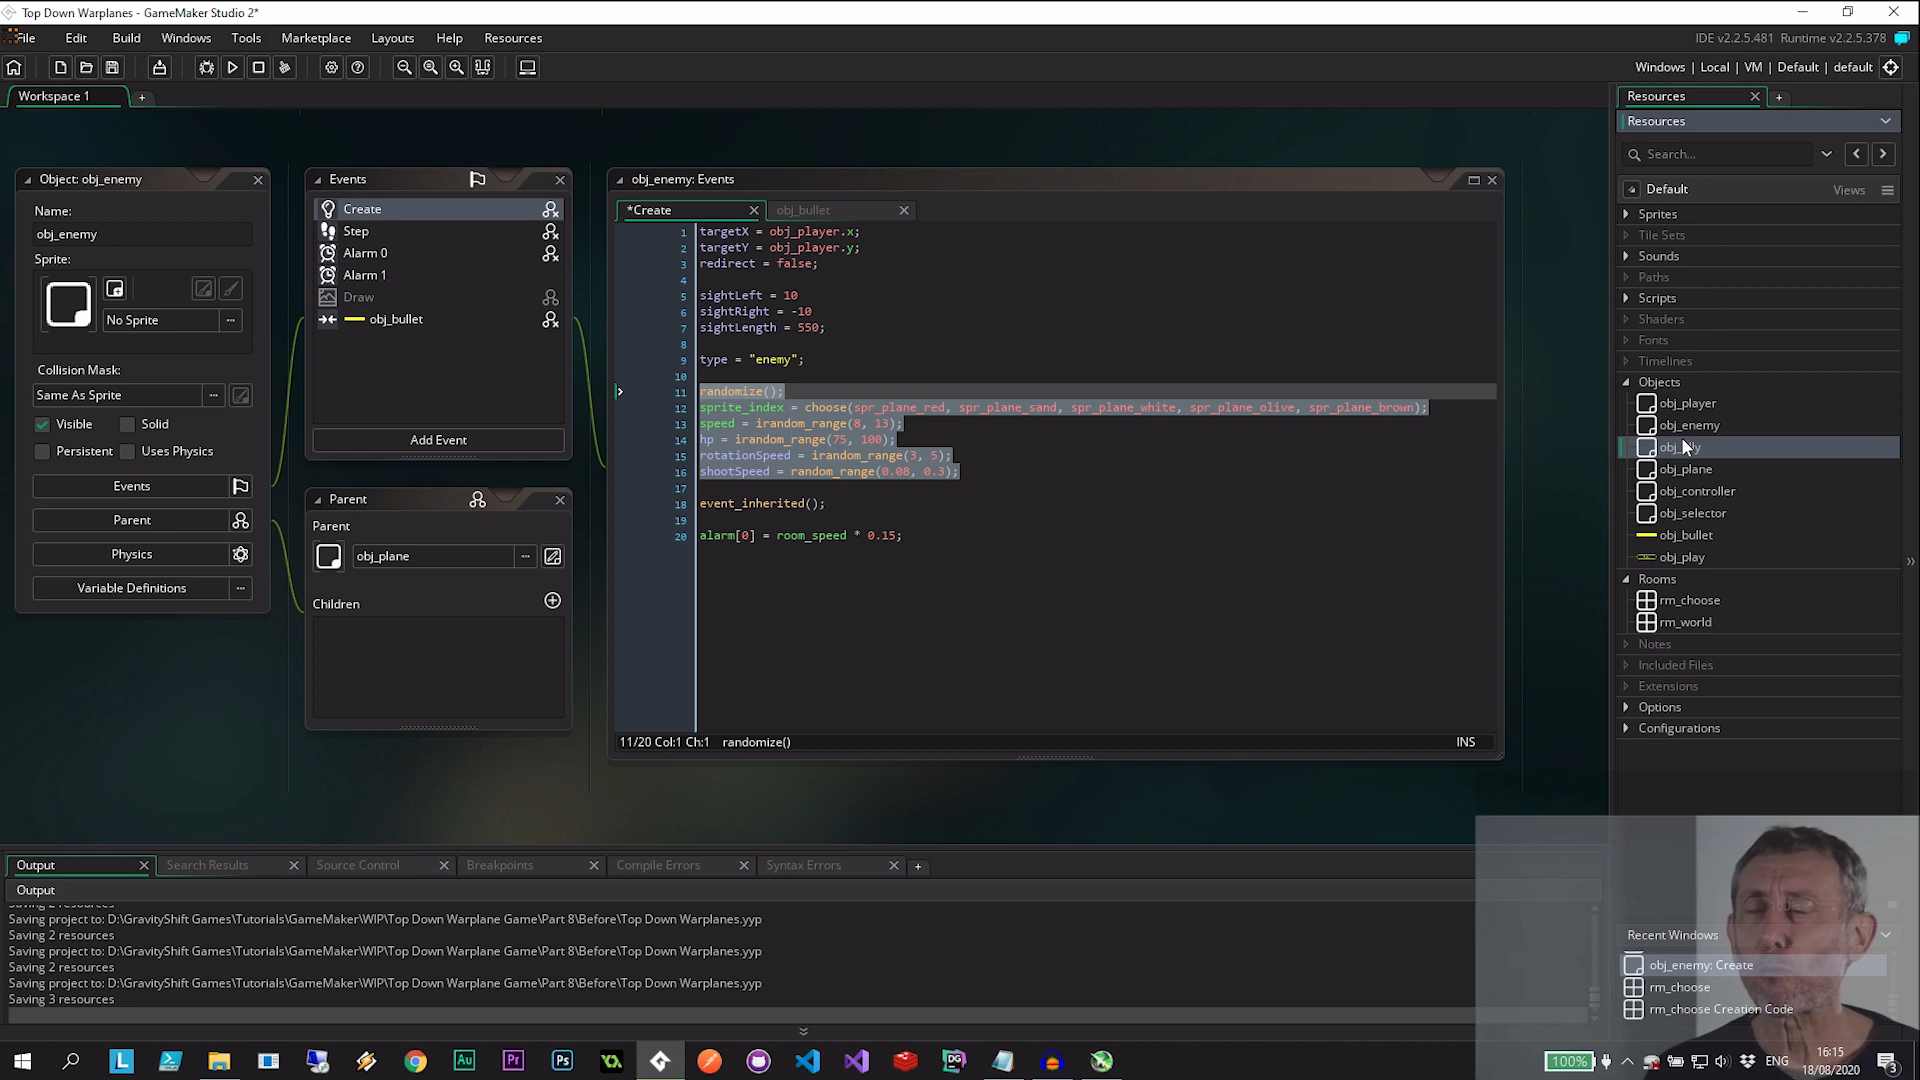 Top Down Warplanes - GameMaker Studio 2*
File Edit Build Windows Tools Marketplace Layouts Help Resources
IDE v2.2.5.481 Runtime v2.2.5.378
Windows | Local | VM | Default | default
Workspace 1
Object: obj_enemy
Name:
obj_enemy
Sprite:
No Sprite
Collision Mask:
Same As Sprite
Visible
Solid
Persistent
Uses Physics
Events
Parent
Physics
Variable Definitions
Events
Create
Step
Alarm 0
Alarm 1
Draw
obj_bullet
Add Event
Parent
Parent
obj_plane
Children
obj_enemy: Events
*Create
obj_bullet
1 targetX = obj_player.x;
2 targetY = obj_player.y;
3 redirect = false;
4
5 sightLeft = 10
6 sightRight = -10
7 sightLength = 550;
8
9 type = "enemy";
10
11 randomize();
12 sprite_index = choose(spr_plane_red, spr_plane_sand, spr_plane_white, spr_plane_olive, spr_plane_brown);
13 speed = irandom_range(8, 13);
14 hp = irandom_range(75, 100);
15 rotationSpeed = irandom_range(3, 5);
16 shootSpeed = random_range(0.08, 0.3);
17
18 event_inherited();
19
20 alarm[0] = room_speed * 0.15;
11/20 Col:1 Ch:1 randomize()
INS
Resources
Resources
Search...
Default
Views
Sprites
Tile Sets
Sounds
Paths
Scripts
Shaders
Fonts
Timelines
Objects
obj_player
obj_enemy
obj_plane
obj_controller
obj_selector
obj_bullet
obj_play
Rooms
rm_choose
rm_world
Notes
Included Files
Extensions
Options
Configurations
Output
Search Results
Source Control
Breakpoints
Compile Errors
Syntax Errors
Output
Saving 2 resources
Saving project to: D:\GravityShift Games\Tutorials\GameMaker\WIP\Top Down Warplane Game\Part 8\Before\Top Down Warplanes.yyp
Saving 2 resources
Saving project to: D:\GravityShift Games\Tutorials\GameMaker\WIP\Top Down Warplane Game\Part 8\Before\Top Down Warplanes.yyp
Saving 2 resources
Saving project to: D:\GravityShift Games\Tutorials\GameMaker\WIP\Top Down Warplane Game\Part 8\Before\Top Down Warplanes.yyp
Saving 3 resources
Recent Windows
obj_enemy: Create
rm_choose
rm_choose Creation Code
L
Au
Pr
Ps
DG
100%
ENG
16:15
18/08/2020
3